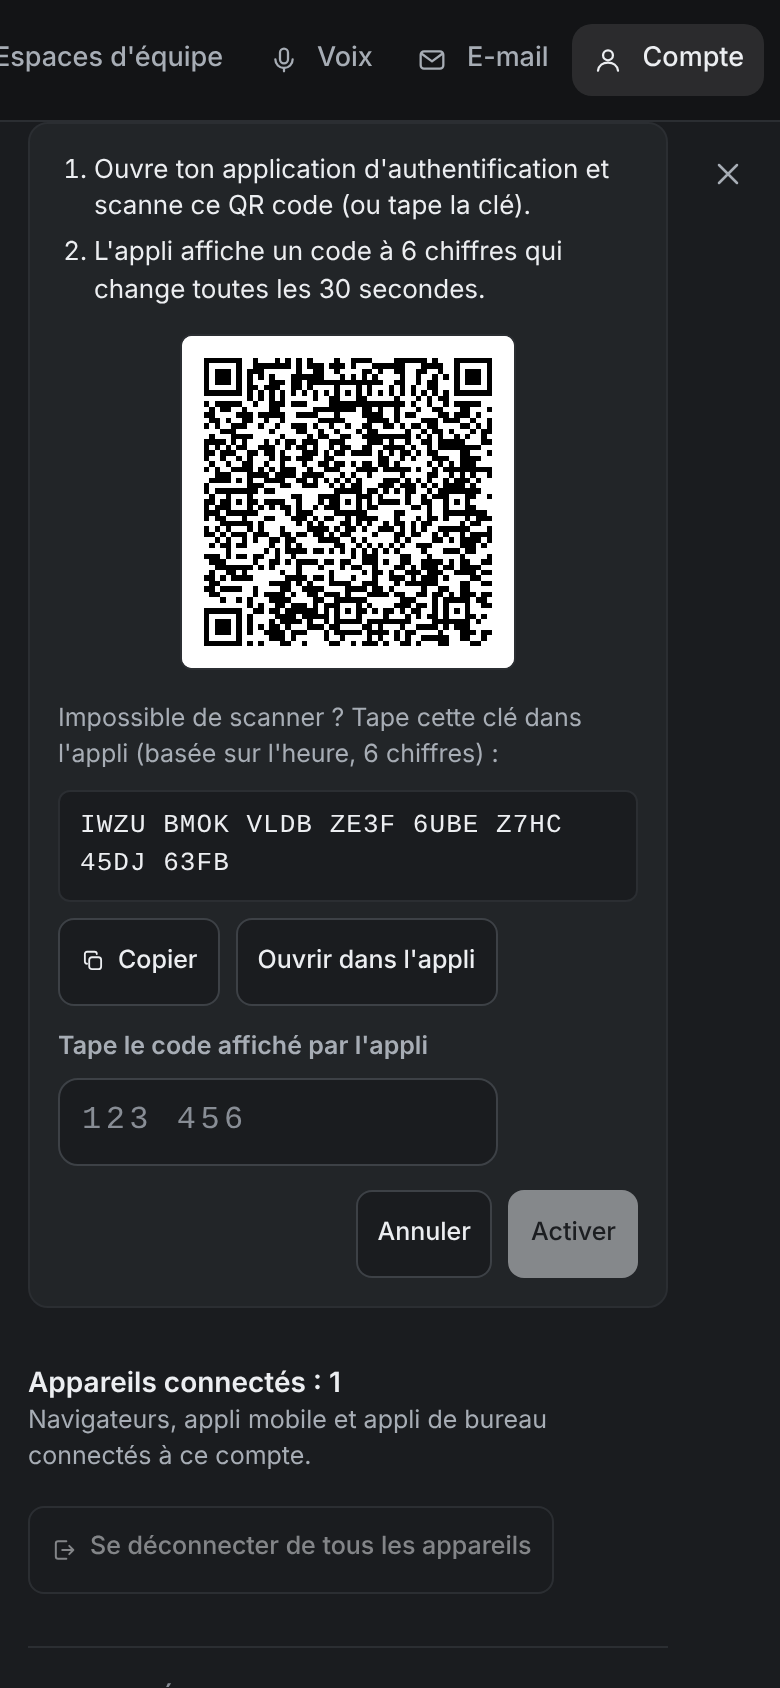 Espaces d'équipe
Voix
E-mail
Compte
1. Ouvre ton application d'authentification et
scanne ce QR code (ou tape la clé).
2. L'appli affiche un code à 6 chiffres qui
change toutes les 30 secondes.
Impossible de scanner ? Tape cette clé dans
l'appli (basée sur l'heure, 6 chiffres) :
IWZU BMOK VLDB ZE3F 6UBE Z7HC
45DJ 63FB
Copier
Ouvrir dans l'appli
Tape le code affiché par l'appli
123 456
Annuler
Activer
Appareils connectés : 1
Navigateurs, appli mobile et appli de bureau
connectés à ce compte.
Se déconnecter de tous les appareils